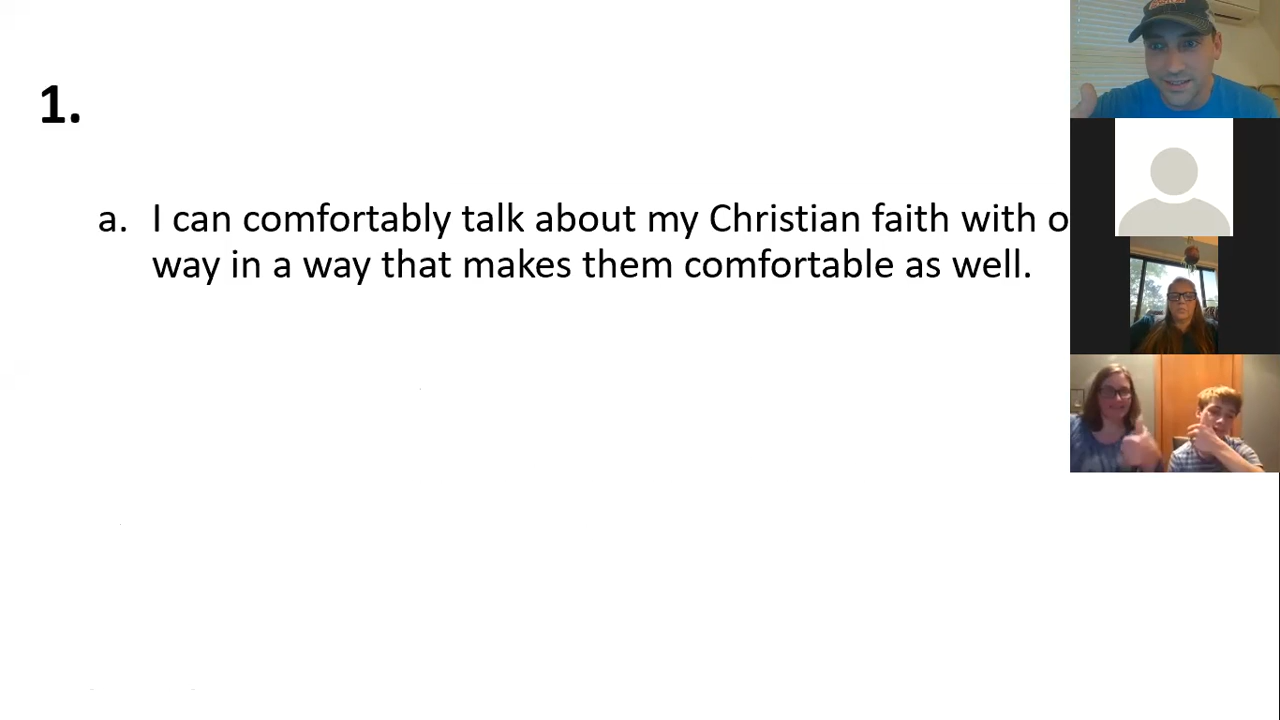 1.
a. I can comfortably talk about my Christian faith with
way in a way that makes them comfortable as well.